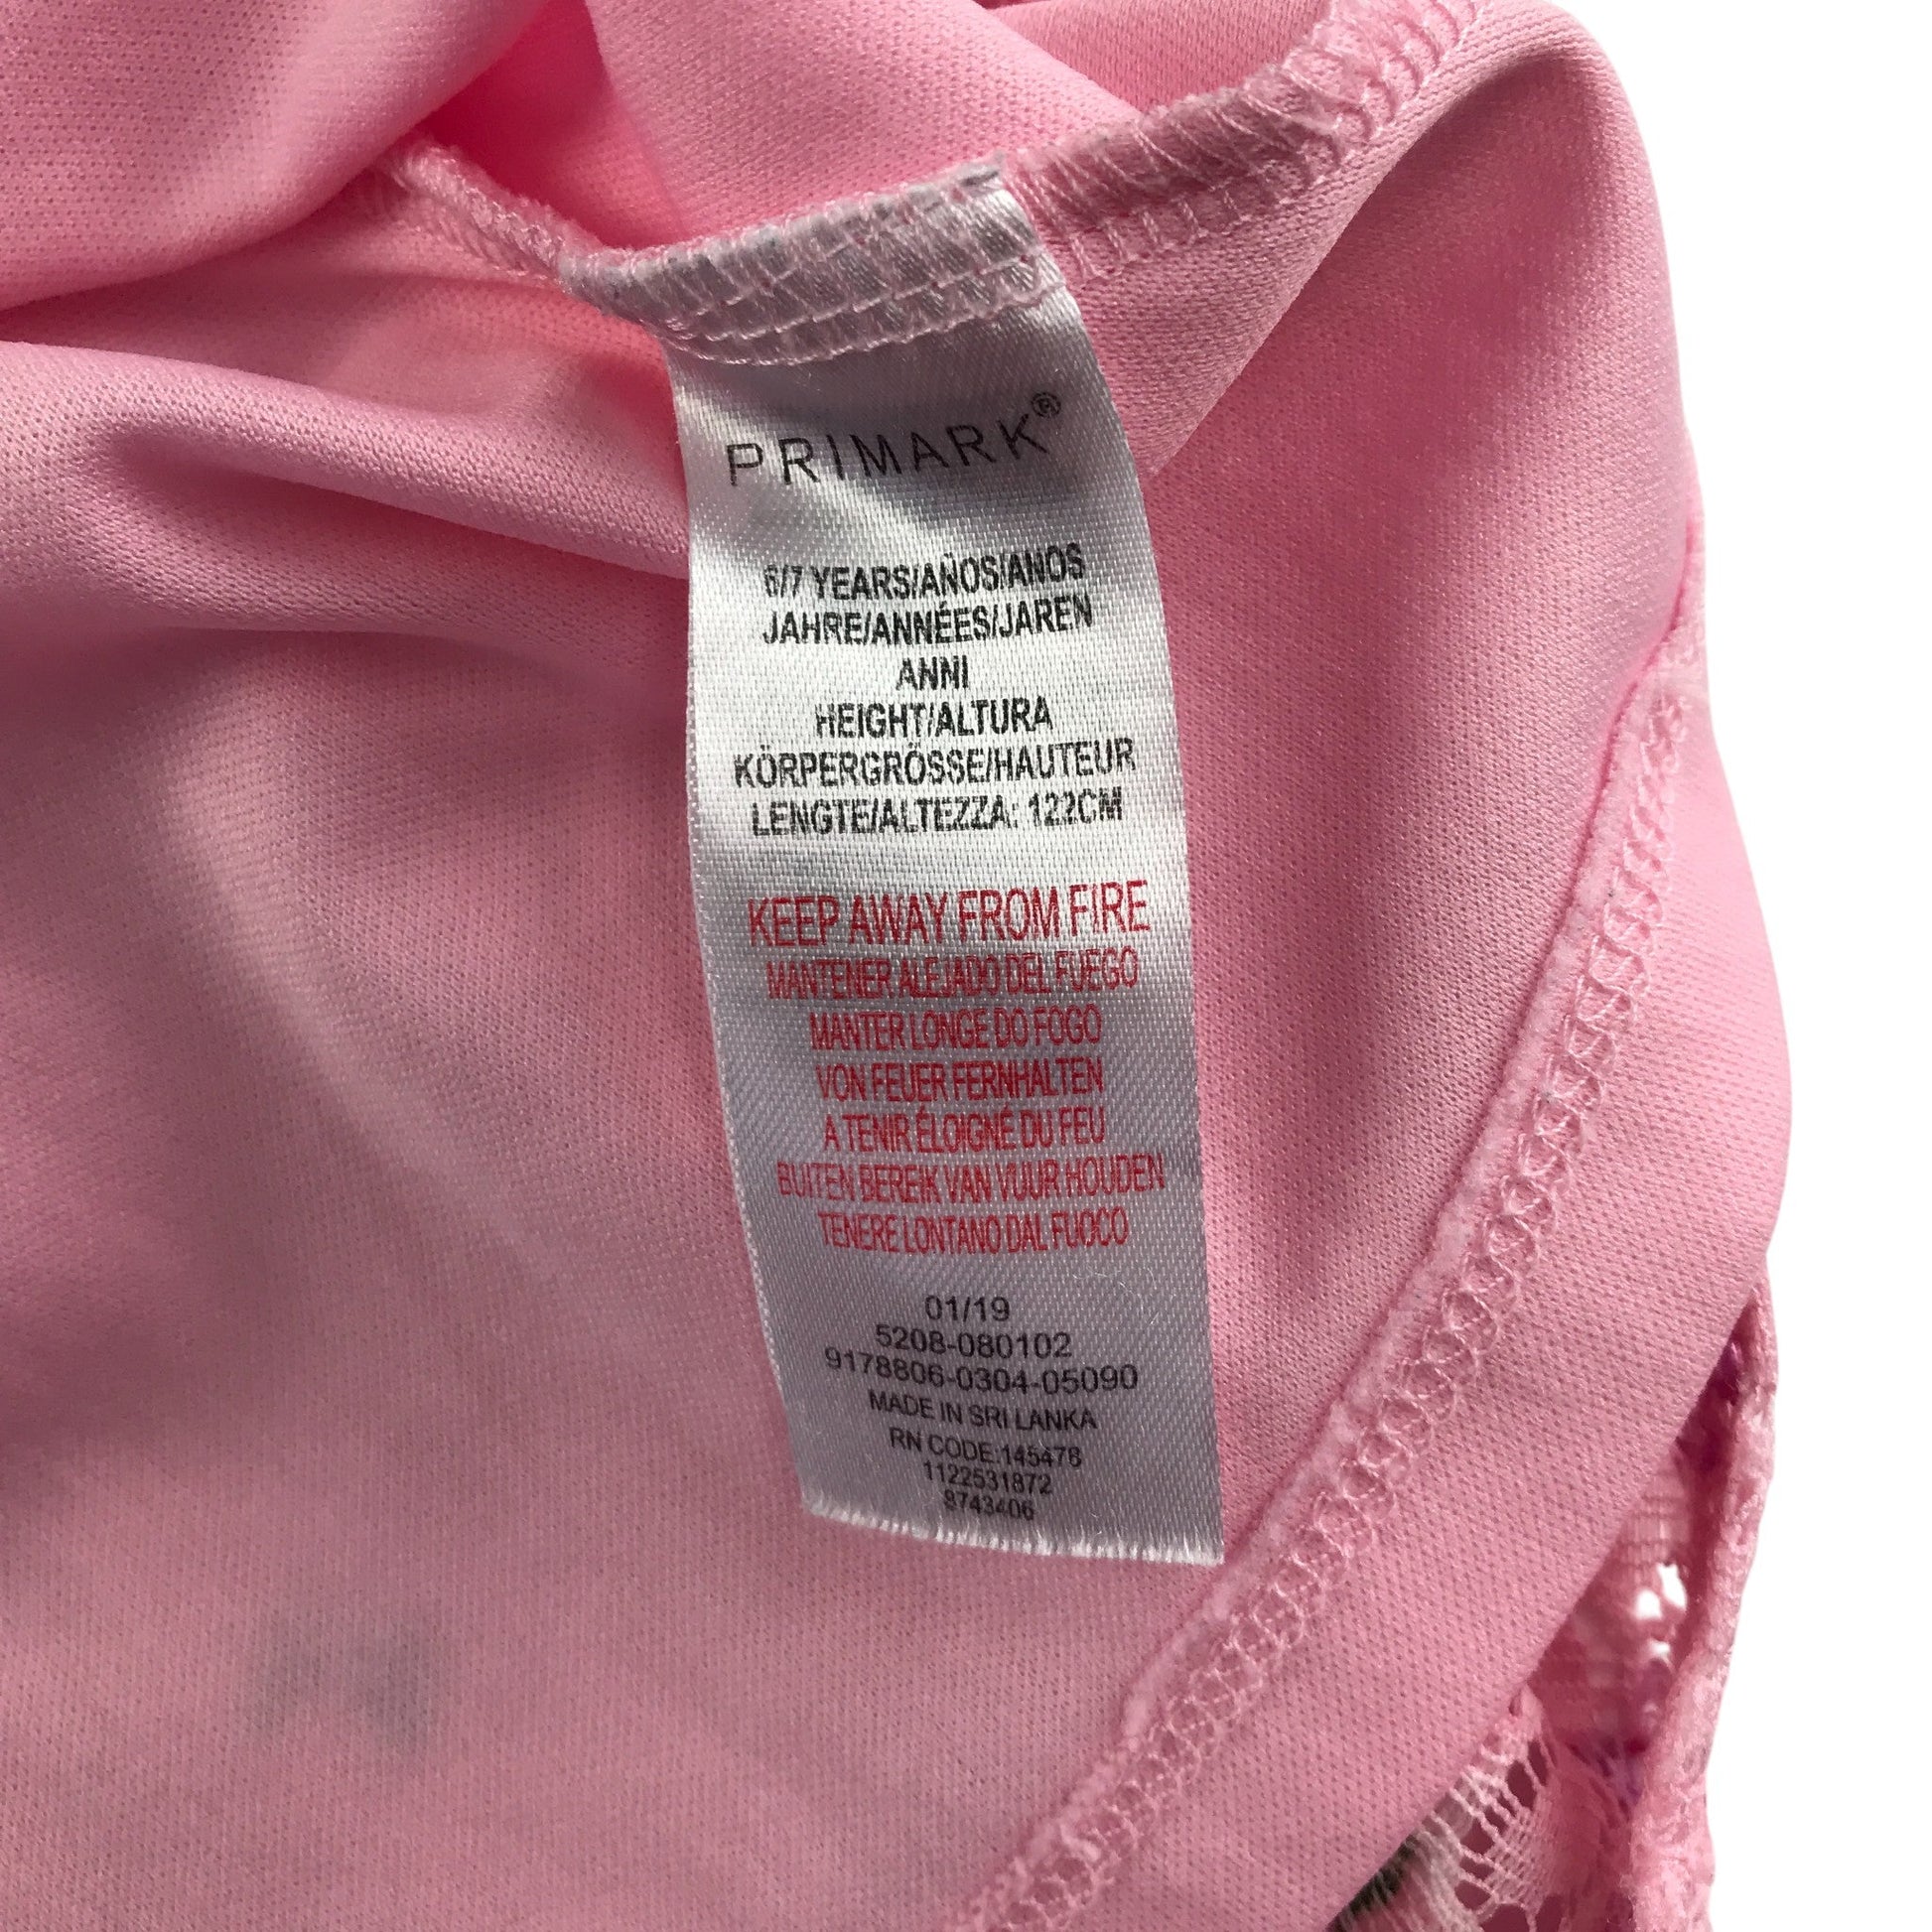 PRIMARK®
6/7 YEARS/AÑOS/ANOS
JAHRE/ANNÉES/JAREN
ANNI
HEIGHT/ALTURA
KÖRPERGRÖSSE/HAUTEUR
LENGTE/ALTEZZA: 122CM
KEEP AWAY FROM FIRE
MANTENER ALEJADO DEL FUEGO
MANTER LONGE DO FOGO
VON FEUER FERNHALTEN
A TENIR ÉLOIGNÉ DU FEU
BUITEN BEREIK VAN VUUR HOUDEN
TENERE LONTANO DAL FUOCO
01/19
5208-080102
9178806-0304-05090
MADE IN SRI LANKA
RN CODE:145478
1122531872
8743406